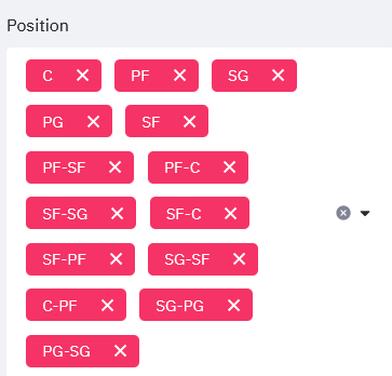 Position
C PF SG
PG SF
PF-SF PF-C
SF-SG SF-C
SF-PF SG-SF
C-PF SG-PG
PG-SG